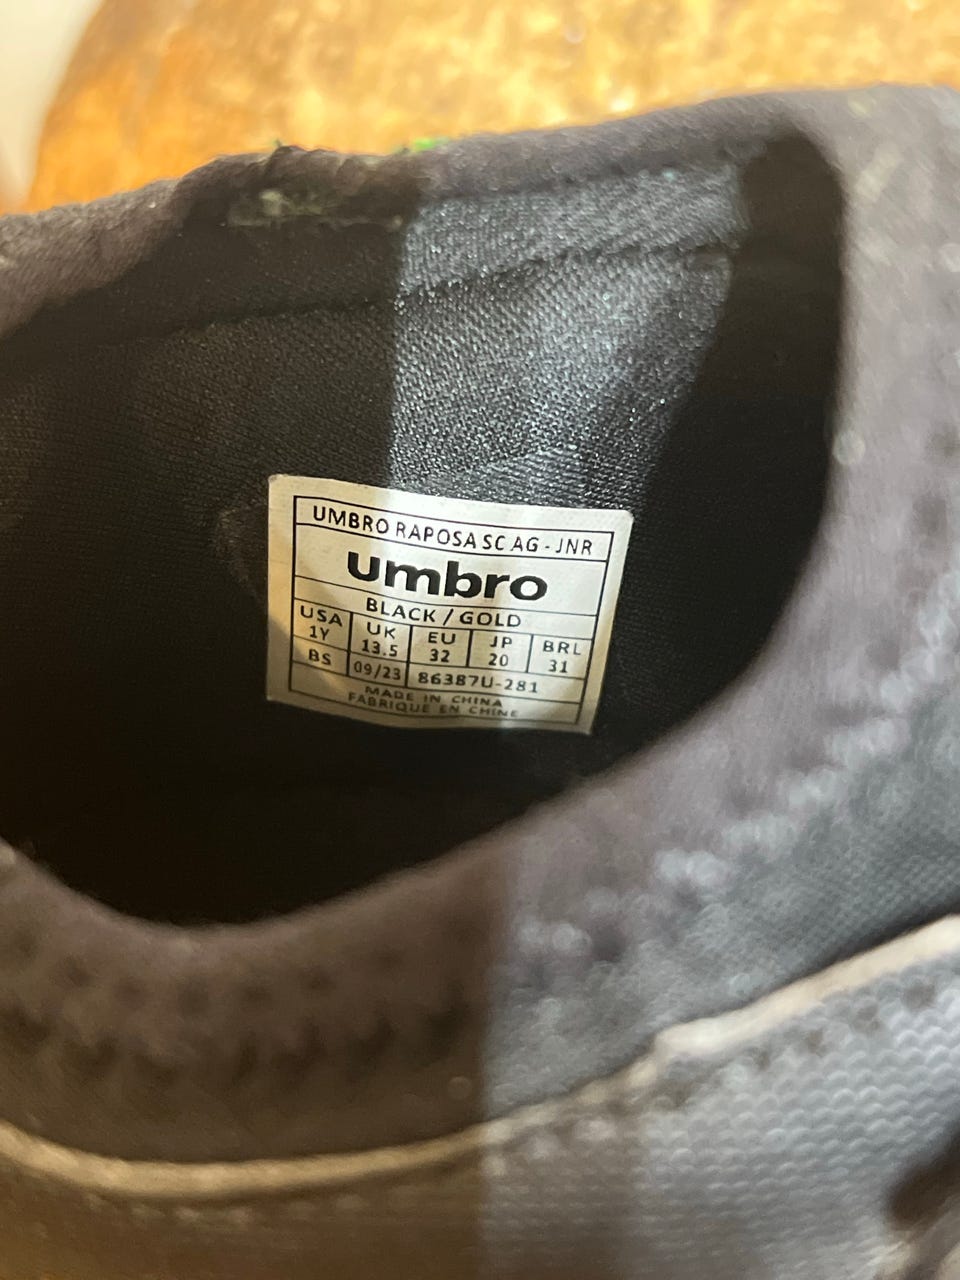 UMBRO RAPOSA SC AG - JNR
umbro
BLACK / GOLD
USA UK EU JP BRL
1Y 13.5 32 20 31
BS 09/23 86387U-281
MADE IN CHINA
FABRIQUE EN CHINE